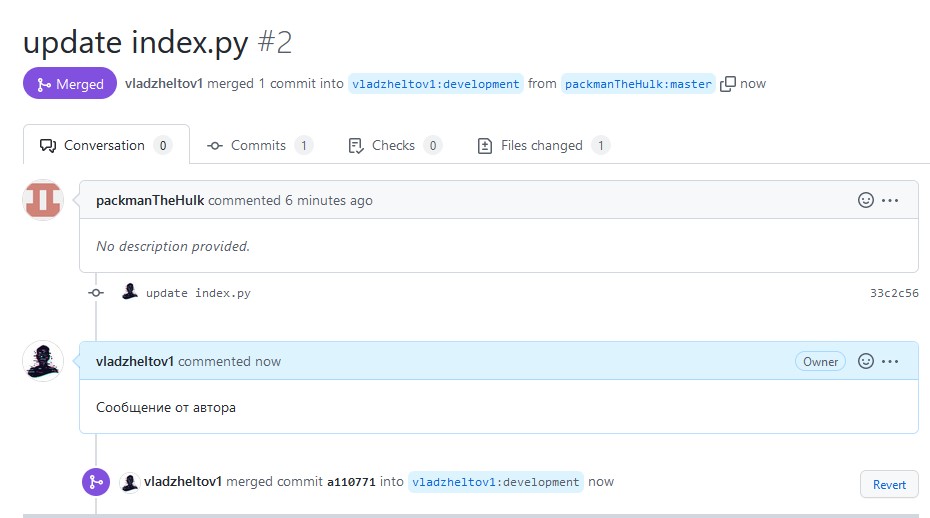 update index.py #2
Merged vladzheltov1 merged 1 commit into vladzheltov1:development from packmanTheHulk:master now
Conversation 0 Commits 1 Checks 0 Files changed 1
packmanTheHulk commented 6 minutes ago
No description provided.
update index.py 33c2c56
vladzheltov1 commented now Owner
Сообщение от автора
vladzheltov1 merged commit a110771 into vladzheltov1:development now Revert